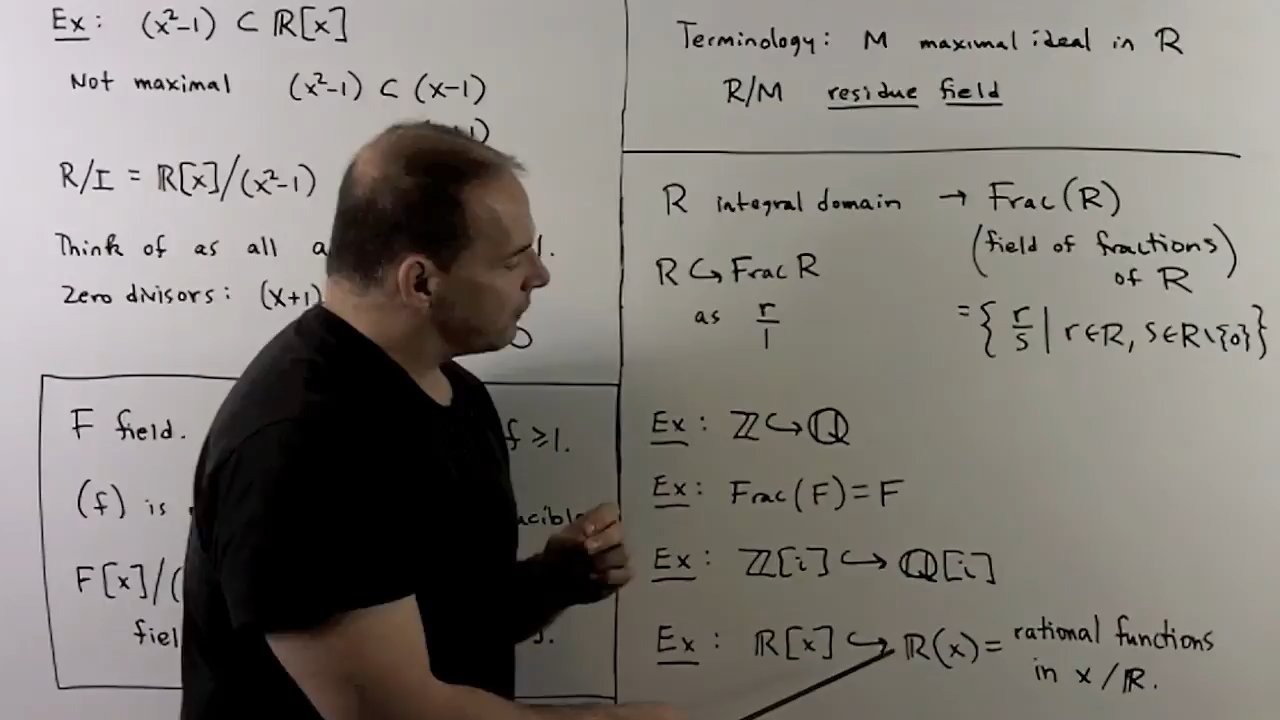 Ex: (x²-1) ⊂ ℝ[x]
Not maximal (x²-1) ⊂ (x-1)
R/I = ℝ[x]/(x²-1)
Think of as all
Zero divisors: (x+1)
F field. ≥1.
(f) is
F[x]/(
Terminology: M maximal ideal in R
R/M residue field
R integral domain → Frac(R)
(field of fractions
of R)
R ↪ Frac R
as r/1
= { r/s | r∈R, s∈R\{0} }
Ex: ℤ ↪ ℚ
Ex: Frac(F) = F
Ex: ℤ[i] ↪ ℚ[i]
Ex: ℝ[x] ↪ ℝ(x) = rational functions
in x/ℝ.